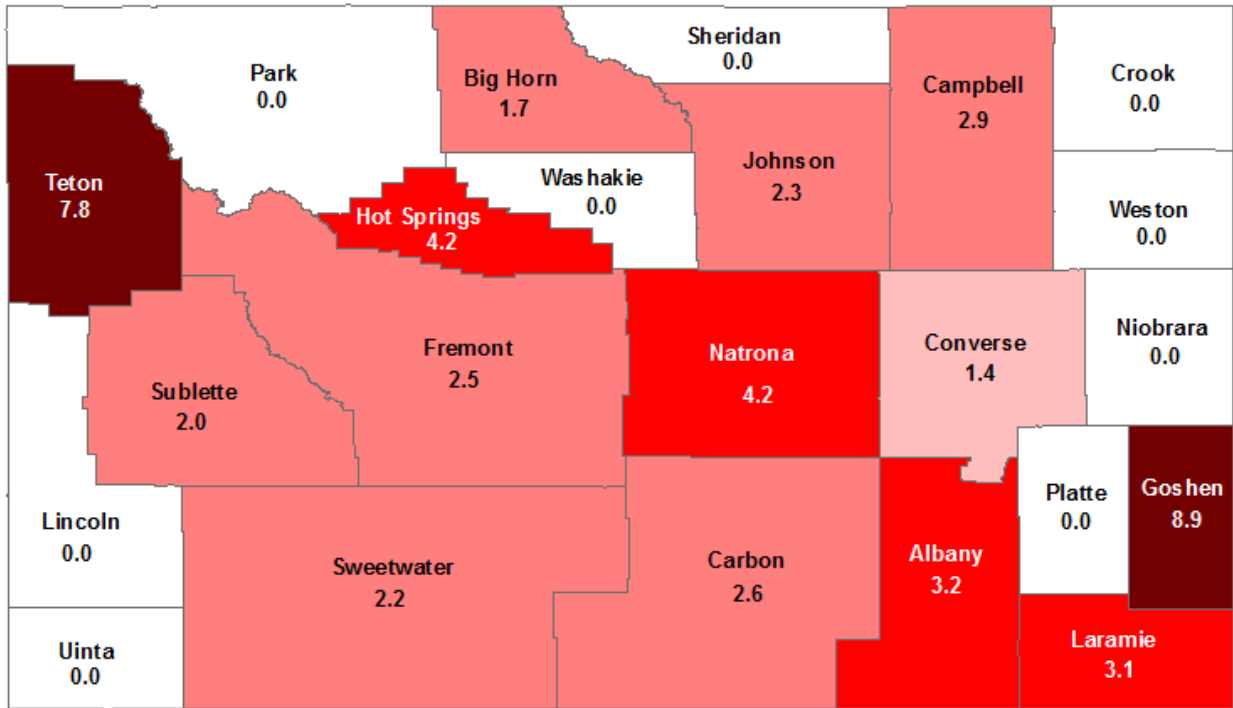 Sheridan
0.0
Park
0.0
Big Horn
1.7
Campbell
2.9
Crook
0.0
Teton
7.8
Washakie
0.0
Johnson
2.3
Hot Springs
4.2
Weston
0.0
Fremont
2.5
Natrona
4.2
Converse
1.4
Niobrara
0.0
Sublette
2.0
Lincoln
0.0
Platte
0.0
Goshen
8.9
Sweetwater
2.2
Carbon
2.6
Albany
3.2
Uinta
0.0
Laramie
3.1